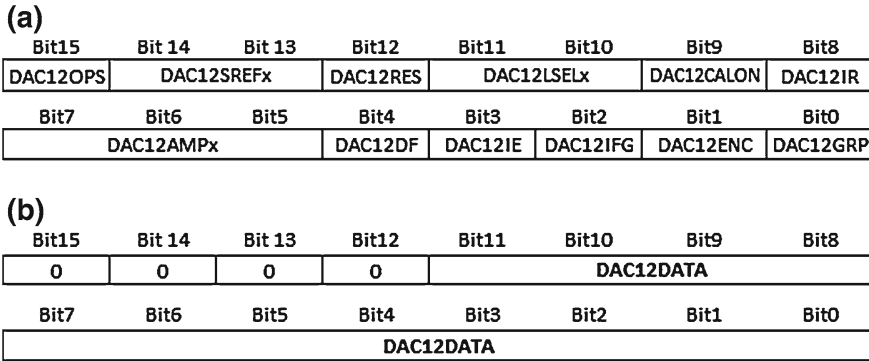 (a)
Bit15 Bit 14 Bit 13 Bit12 Bit11 Bit10 Bit9 Bit8
DAC12OPS DAC12SREFx DAC12RES DAC12LSELx DAC12CALON DAC12IR
Bit7 Bit6 Bit5 Bit4 Bit3 Bit2 Bit1 Bit0
DAC12AMPx DAC12DF DAC12IE DAC12IFG DAC12ENC DAC12GRP
(b)
Bit15 Bit 14 Bit 13 Bit12 Bit11 Bit10 Bit9 Bit8
0 0 0 0 DAC12DATA
Bit7 Bit6 Bit5 Bit4 Bit3 Bit2 Bit1 Bit0
DAC12DATA